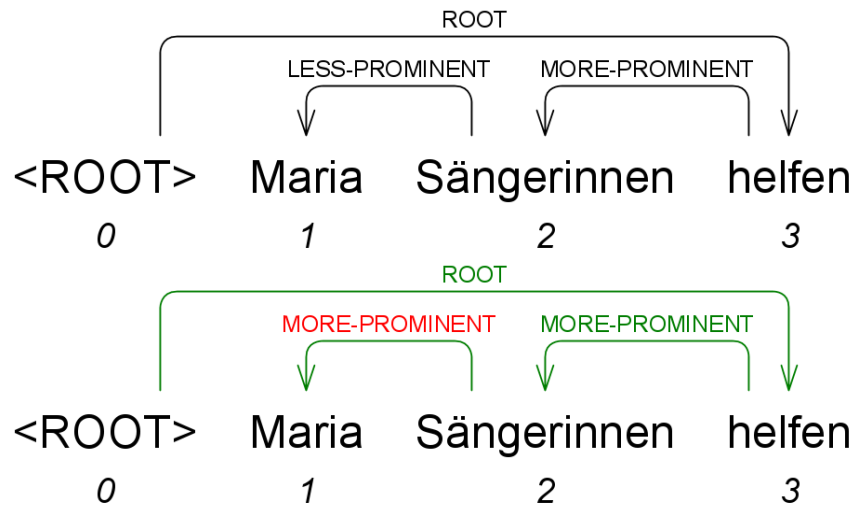 ROOT
LESS-PROMINENT MORE-PROMINENT
<ROOT> Maria Sängerinnen helfen
0 1 2 3
ROOT
MORE-PROMINENT MORE-PROMINENT
<ROOT> Maria Sängerinnen helfen
0 1 2 3